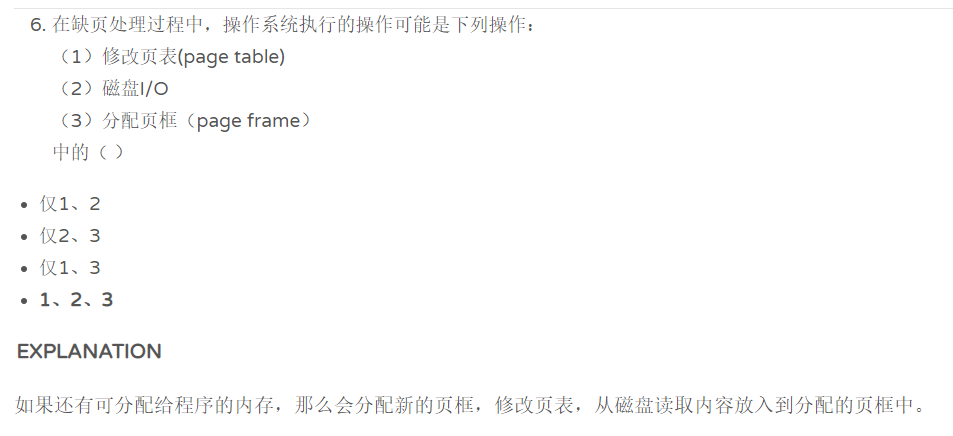 6. 在缺页处理过程中，操作系统执行的操作可能是下列操作：
（1）修改页表(page table)
（2）磁盘I/O
（3）分配页框（page frame）
中的（ ）
• 仅1、2
• 仅2、3
• 仅1、3
• 1、2、3
EXPLANATION
如果还有可分配给程序的内存，那么会分配新的页框，修改页表，从磁盘读取内容放入到分配的页框中。